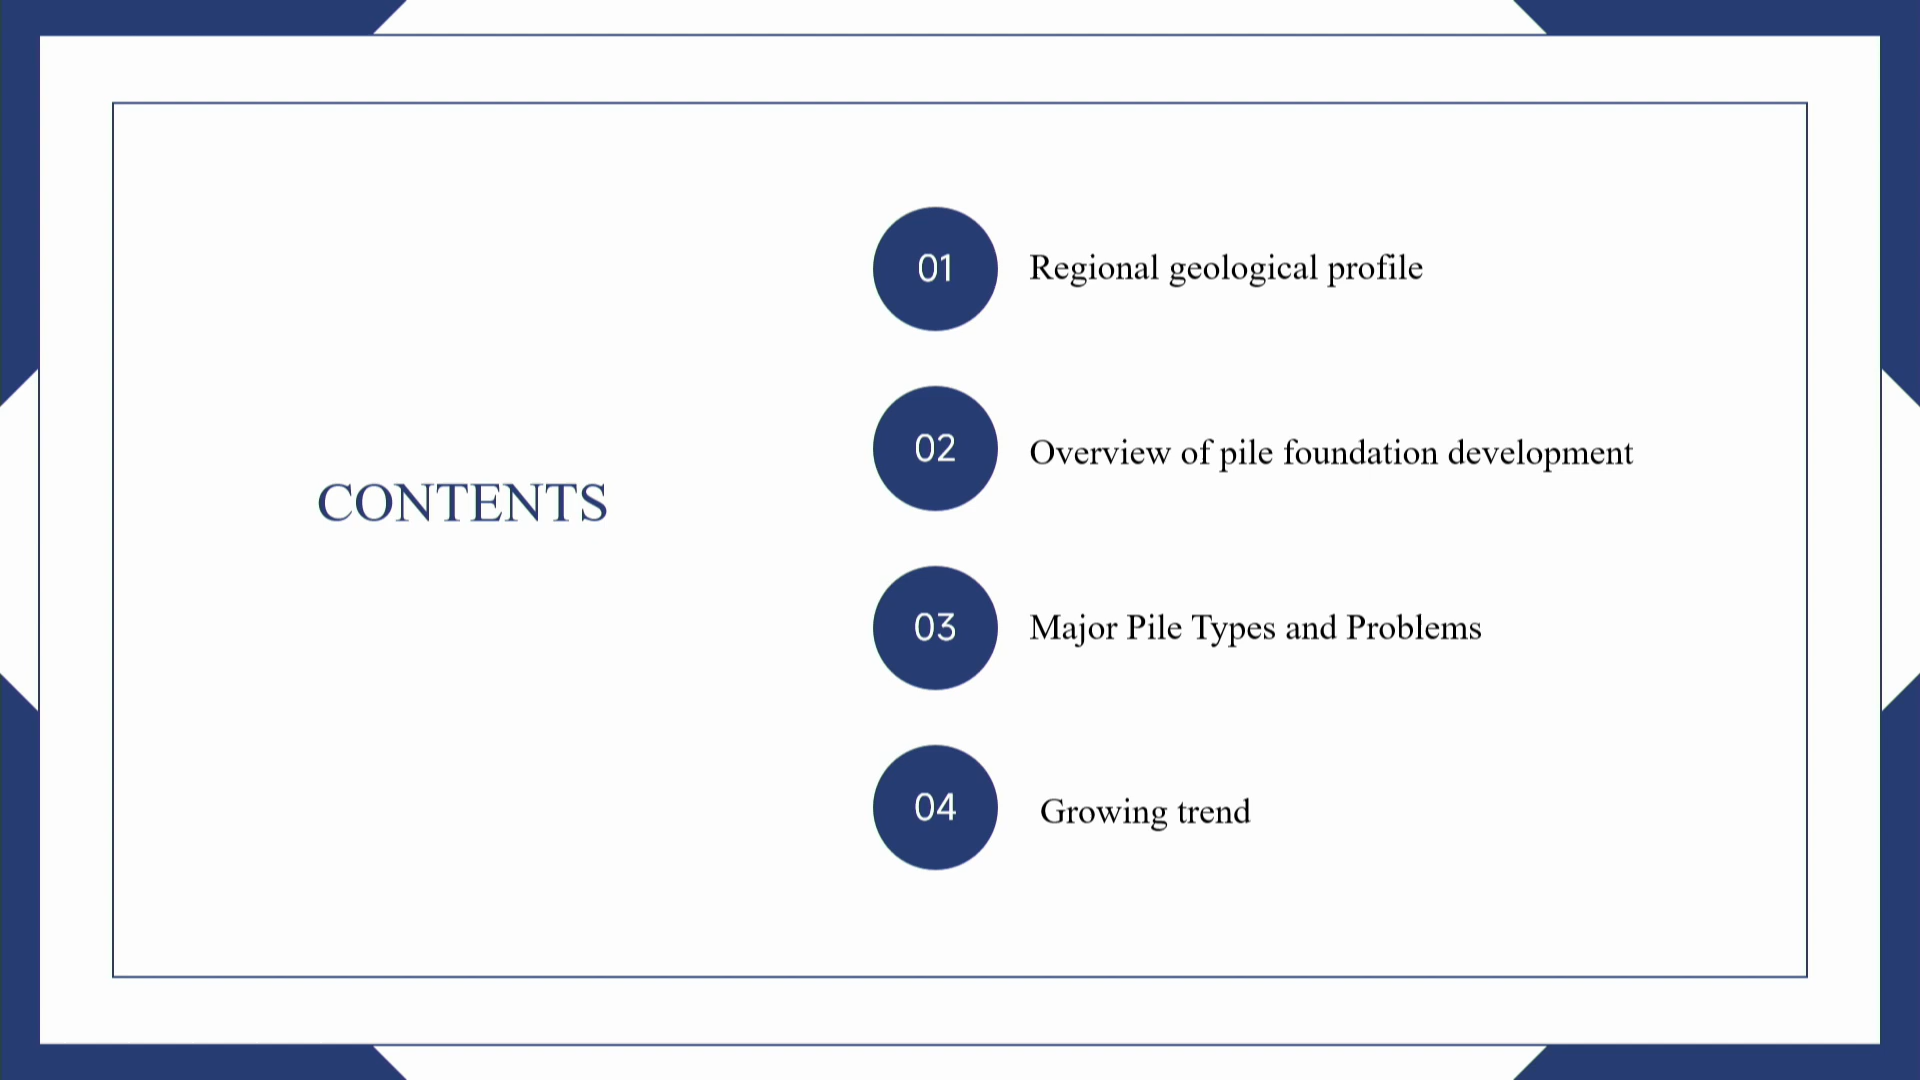 CONTENTS
01 Regional geological profile
02 Overview of pile foundation development
03 Major Pile Types and Problems
04 Growing trend